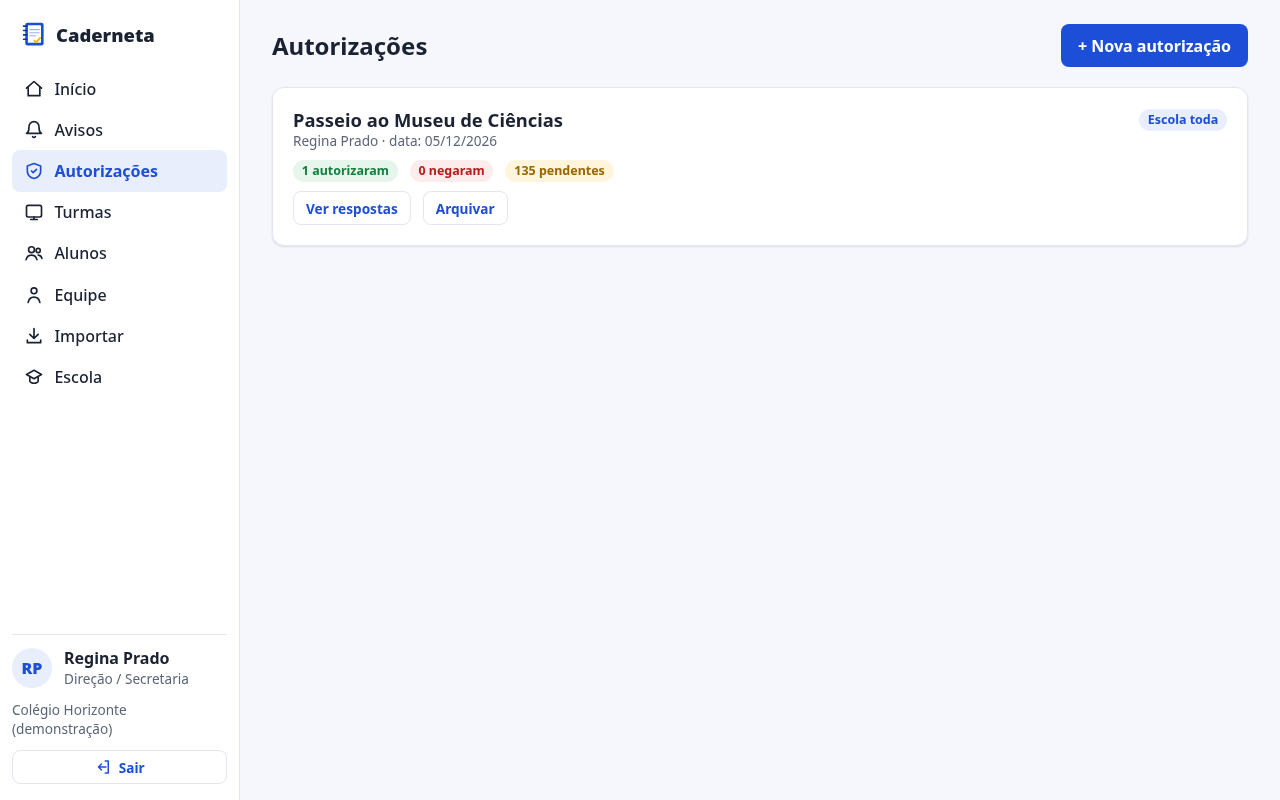 Caderneta
Início
Avisos
Autorizações
Turmas
Alunos
Equipe
Importar
Escola
RP
Regina Prado
Direção / Secretaria
Colégio Horizonte
(demonstração)
Sair
Autorizações
+ Nova autorização
Passeio ao Museu de Ciências
Escola toda
Regina Prado · data: 05/12/2026
1 autorizaram 0 negaram 135 pendentes
Ver respostas Arquivar